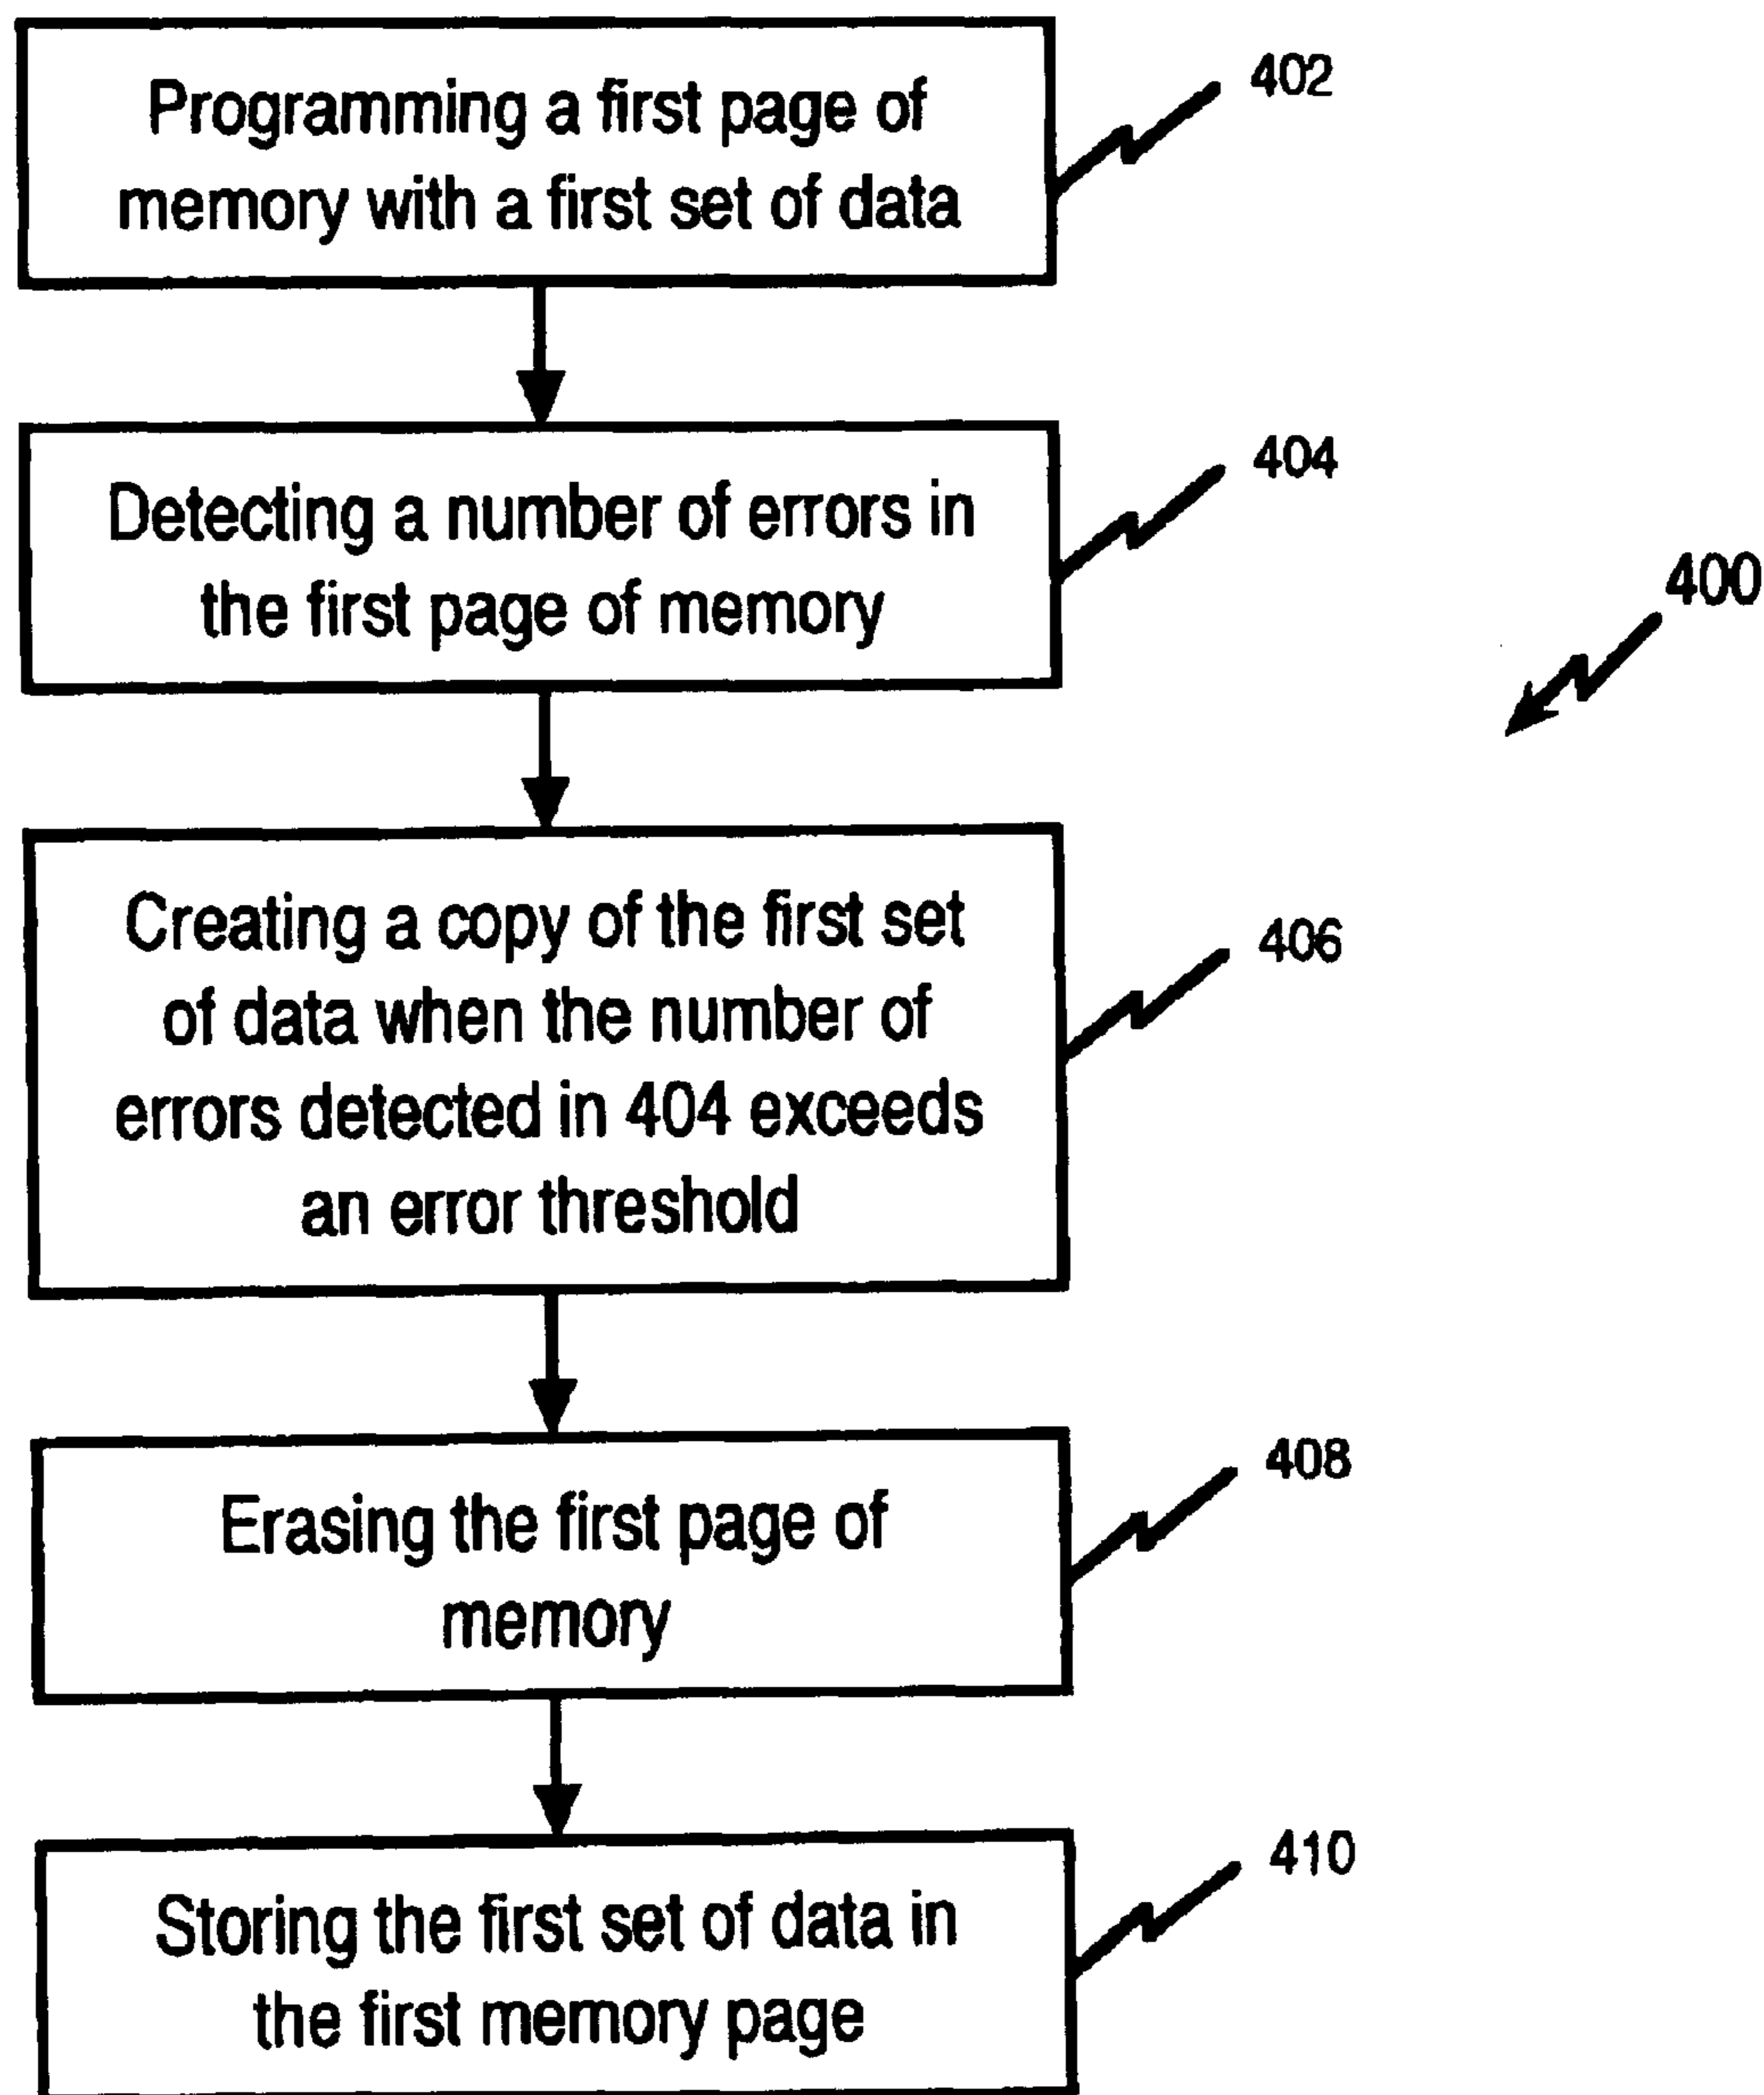 Programming a first page of
memory with a first set of data
402
Detecting a number of errors in
the first page of memory
404
400
Creating a copy of the first set
of data when the number of
errors detected in 404 exceeds
an error threshold
406
Erasing the first page of
memory
408
Storing the first set of data in
the first memory page
410